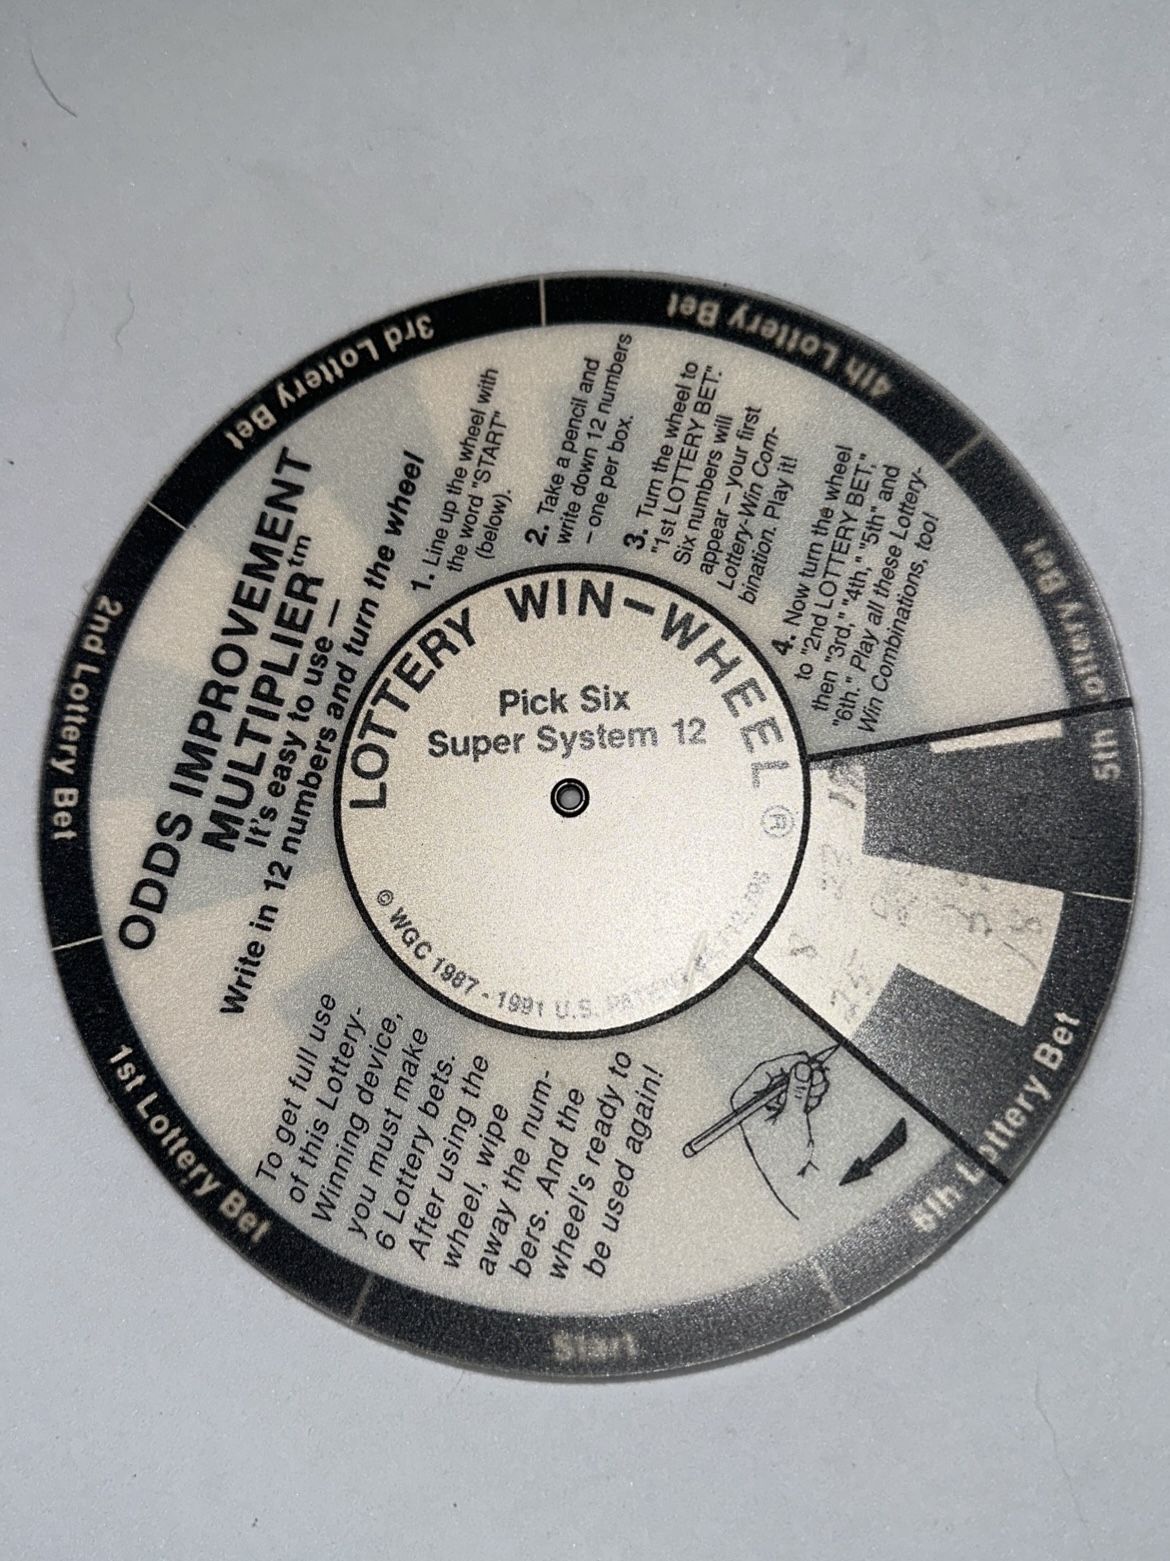 ODDS IMPROVEMENT
MULTIPLIER™
It's easy to use —
Write in 12 numbers and turn the wheel
1. Line up the wheel with
the word "START"
(below).
2. Take a pencil and
write down 12 numbers
– one per box.
3. Turn the wheel to
"1st LOTTERY BET".
Six numbers will
appear – your first
Lottery-Win Com-
bination. Play it!
4. Now turn the wheel
to "2nd LOTTERY BET,"
then "3rd," "4th," "5th" and
"6th." Play all these Lottery-
Win Combinations, too!
To get full use
of this Lottery-
Winning device,
you must make
6 Lottery bets.
After using the
wheel, wipe
away the num-
bers. And the
wheel's ready to
be used again!
LOTTERY WIN-WHEEL ®
Pick Six
Super System 12
© WGC 1987 - 1991 U.S.
Start
1st Lottery Bet
2nd Lottery Bet
3rd Lottery Bet
4th Lottery Bet
5th Lottery Bet
6th Lottery Bet
8
25
18